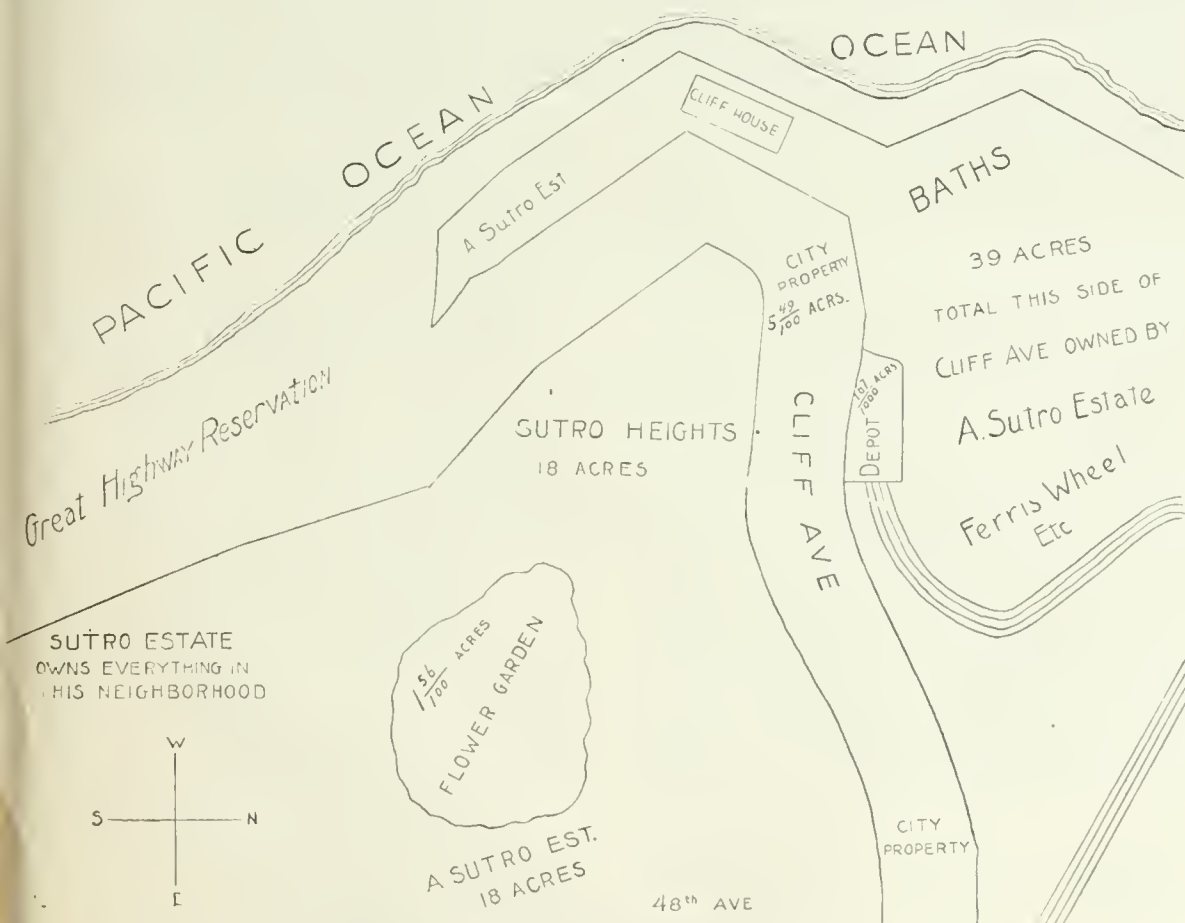 PACIFIC OCEAN
OCEAN
CLIFF HOUSE
A Sutro Est
BATHS
39 ACRES
TOTAL THIS SIDE OF
CLIFF AVE OWNED BY
A. Sutro Estate
Ferris Wheel
Etc
CITY
PROPERTY
5 49/100 ACRS.
DEPOT
ACRS
CLIFF AVE
Great Highway Reservation
SUTRO HEIGHTS
18 ACRES
SUTRO ESTATE
OWNS EVERYTHING IN
HIS NEIGHBORHOOD
1 56/100 ACRES
FLOWER GARDEN
A SUTRO EST.
18 ACRES
W
S
N
E
48th AVE
CITY
PROPERTY